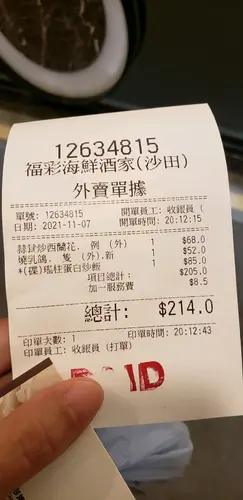 12634815
福彩海鮮酒家(沙田)
外賣單據
單號: 12634815 開單員工: 收銀員 (
日期: 2021-11-07 開單時間: 20:12:15
蒜茸炒西蘭花, 例 (外) 1 $68.0
燒乳鴿, 隻 (外).新 1 $52.0
*(碟)瑤柱蛋白炒飯 1 $85.0
項目總計: $205.0
加一服務費 $8.5
總計: $214.0
印單次數: 1 印單時間: 20:12:43
印單員工: 收銀員 (打單)
PAID